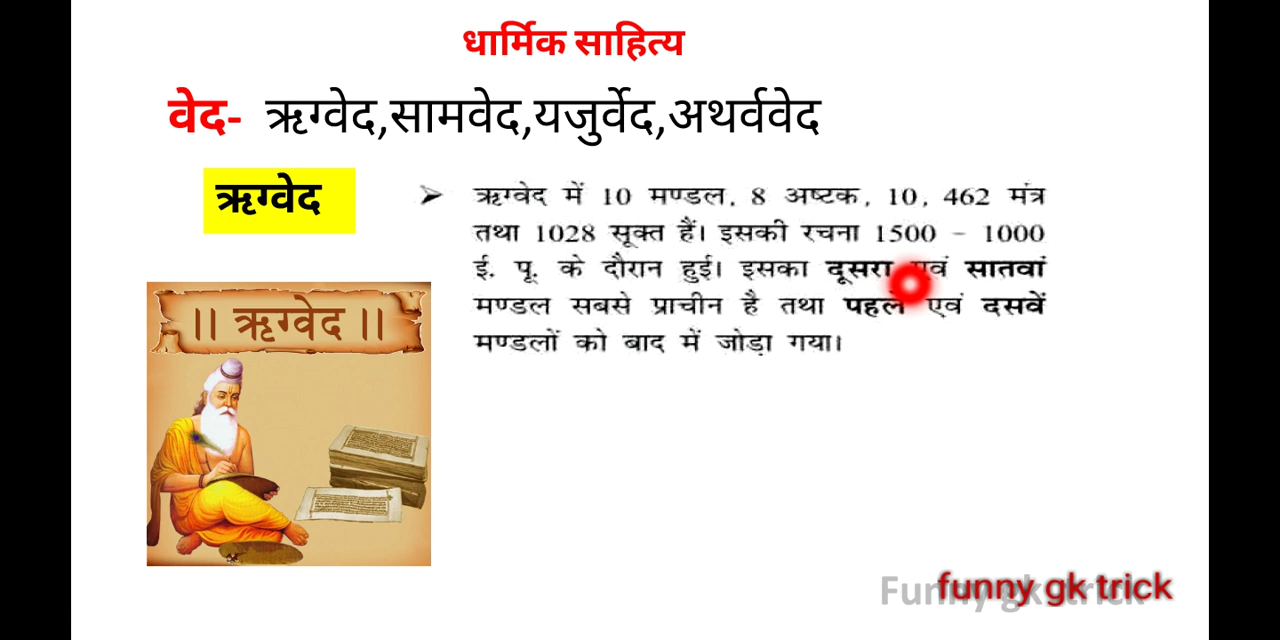 धार्मिक साहित्य
वेद- ऋग्वेद,सामवेद,यजुर्वेद,अथर्ववेद
ऋग्वेद
➢ ऋग्वेद में 10 मण्डल, 8 अष्टक, 10, 462 मंत्र
तथा 1028 सूक्त हैं। इसकी रचना 1500 – 1000
ई. पू. के दौरान हुई। इसका दूसरा एवं सातवां
मण्डल सबसे प्राचीन है तथा पहले एवं दसवें
मण्डलों को बाद में जोड़ा गया।
।। ऋग्वेद ।।
funny gk trick